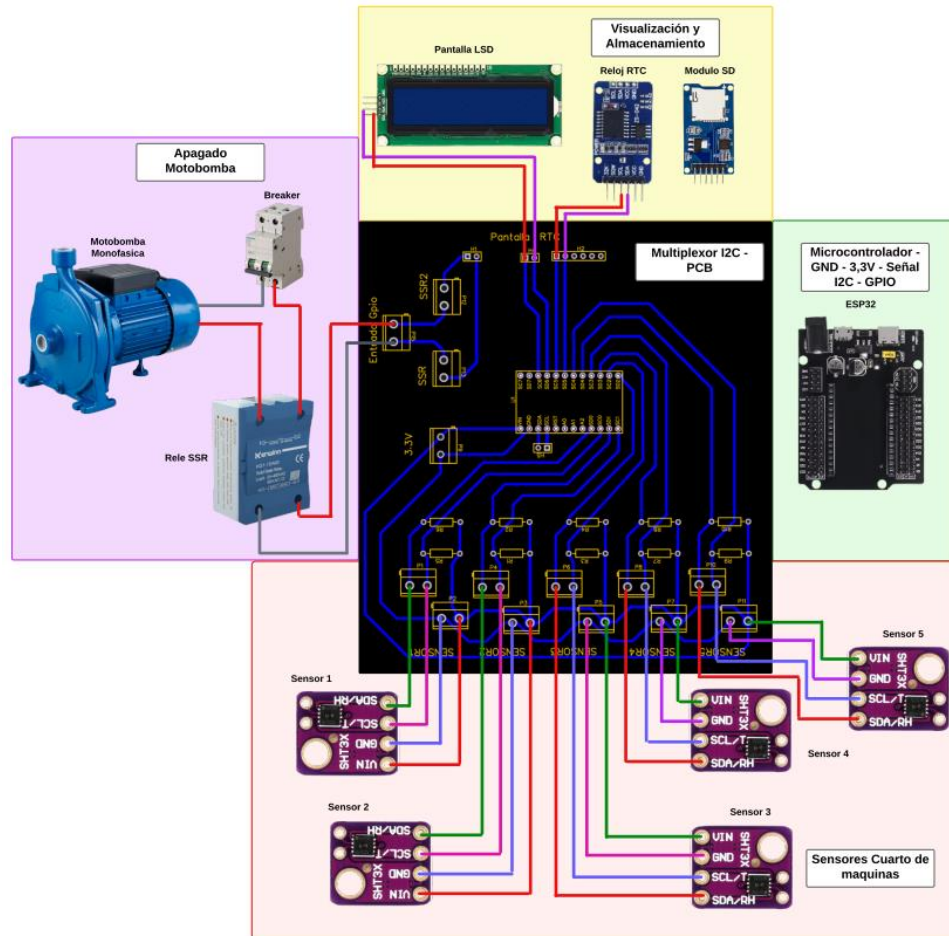 Visualización y
Almacenamiento
Pantalla LSD
Reloj RTC
Modulo SD
Apagado
Motobomba
Breaker
Motobomba
Monofasica
Rele SSR
Pantalla
RTC
H1
H2
SSR2
Entrada Gpio
SSR
3.3V
Multiplexor I2C -
PCB
Microcontrolador -
GND - 3,3V - Señal
I2C - GPIO
ESP32
SENSOR1
SENSOR2
SENSOR3
SENSOR4
SENSOR5
Sensor 1
SDA/RH
SCL/T
GND
VIN
SHT3X
Sensor 2
SDA/RH
SCL/T
GND
VIN
SHT3X
Sensor 3
VIN
GND
SCL/T
SDA/RH
SHT3X
Sensor 4
VIN
GND
SCL/T
SDA/RH
SHT3X
Sensor 5
VIN
GND
SCL/T
SDA/RH
SHT3X
Sensores Cuarto de
maquinas